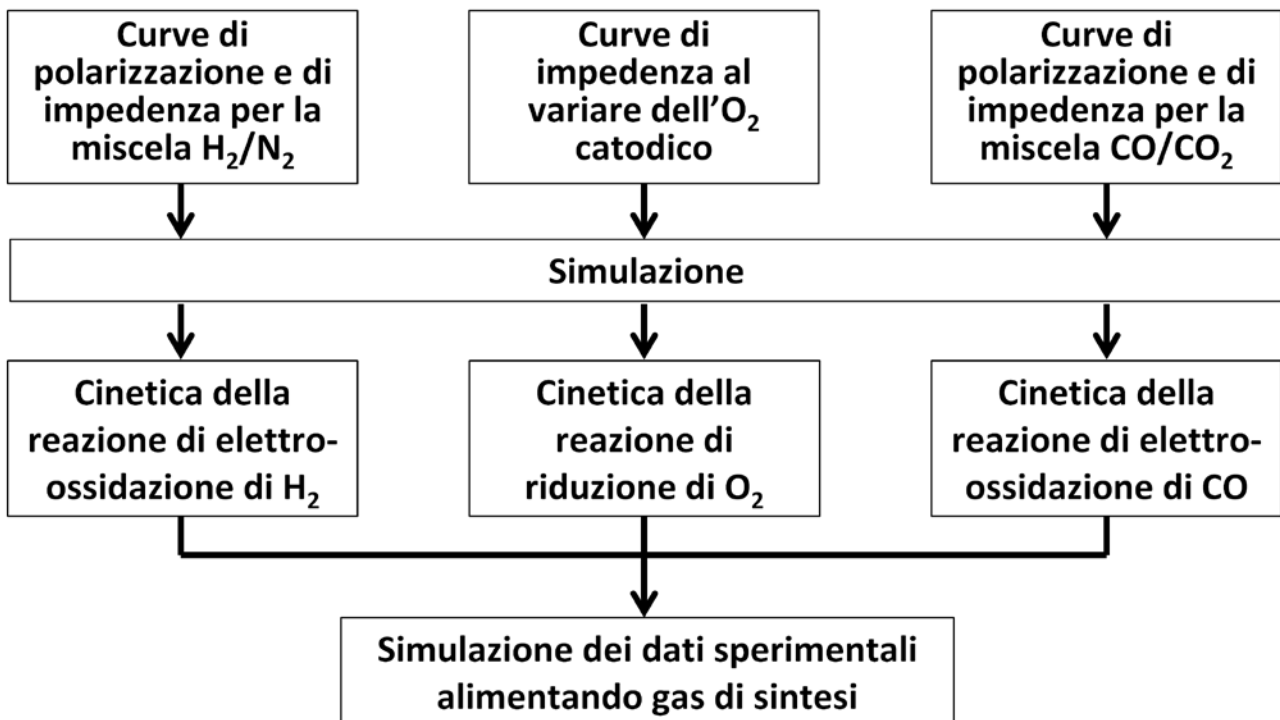 Curve di
polarizzazione e di
impedenza per la
miscela H₂/N₂
Curve di
impedenza al
variare dell’O₂
catodico
Curve di
polarizzazione e di
impedenza per la
miscela CO/CO₂
Simulazione
Cinetica della
reazione di elettro-
ossidazione di H₂
Cinetica della
reazione di
riduzione di O₂
Cinetica della
reazione di elettro-
ossidazione di CO
Simulazione dei dati sperimentali
alimentando gas di sintesi